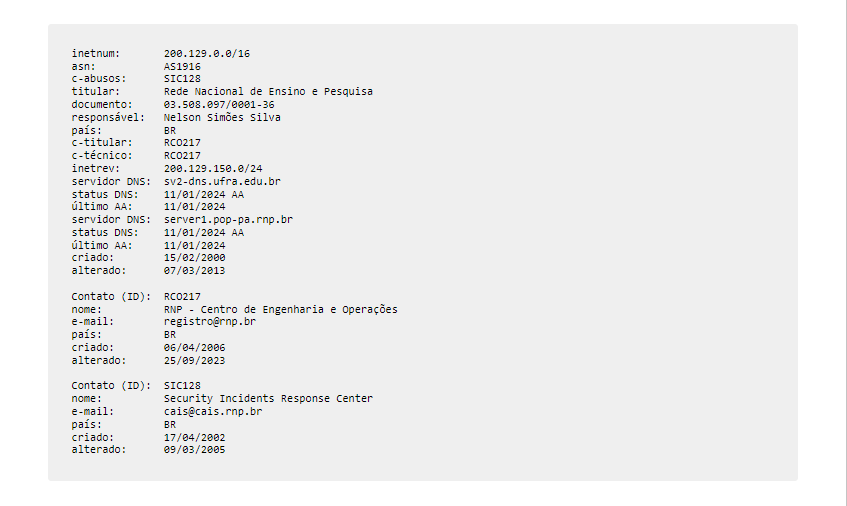 inetnum: 200.129.0.0/16
asn: AS1916
c-abusos: SIC128
titular: Rede Nacional de Ensino e Pesquisa
documento: 03.508.097/0001-36
responsável: Nelson Simões Silva
país: BR
c-titular: RCO217
c-técnico: RCO217
inetrev: 200.129.150.0/24
servidor DNS: sv2-dns.ufra.edu.br
status DNS: 11/01/2024 AA
último AA: 11/01/2024
servidor DNS: server1.pop-pa.rnp.br
status DNS: 11/01/2024 AA
último AA: 11/01/2024
criado: 15/02/2000
alterado: 07/03/2013
Contato (ID): RCO217
nome: RNP - Centro de Engenharia e Operações
e-mail: registro@rnp.br
país: BR
criado: 06/04/2006
alterado: 25/09/2023
Contato (ID): SIC128
nome: Security Incidents Response Center
e-mail: cais@cais.rnp.br
país: BR
criado: 17/04/2002
alterado: 09/03/2005